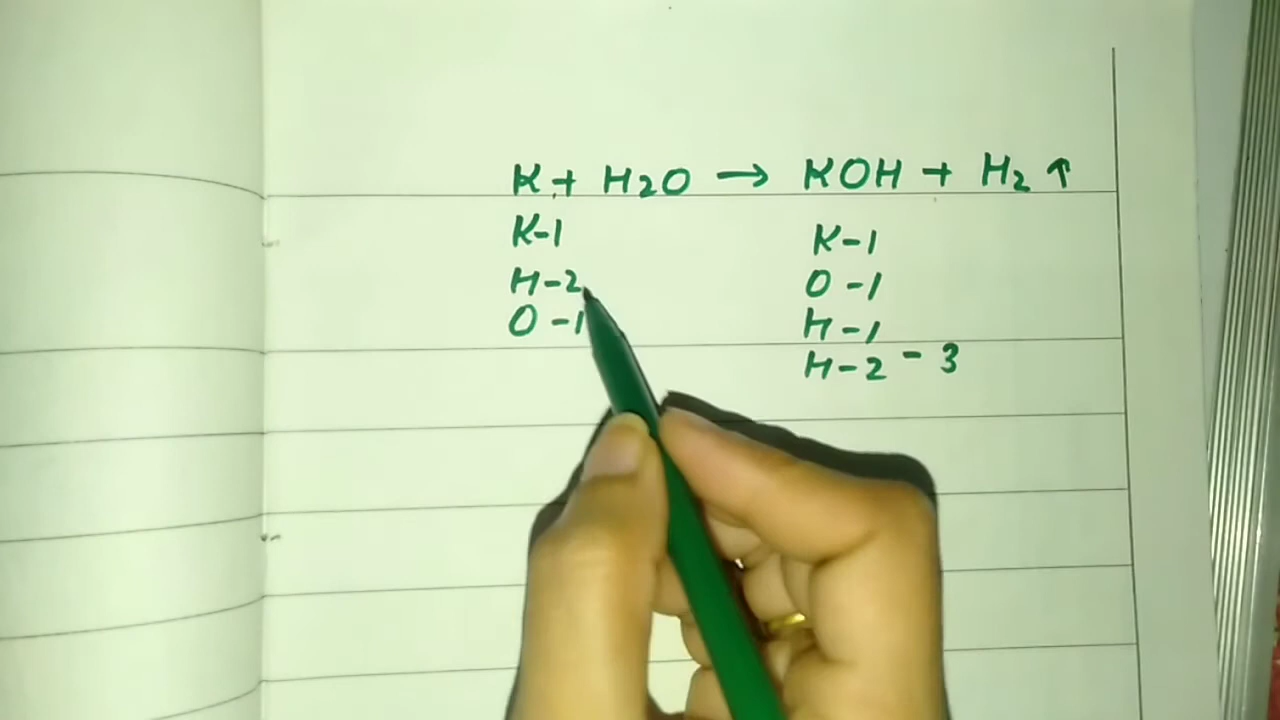 K + H2O → KOH + H2 ↑
K-1 K-1
H-2 O-1
O-1 H-1
H-2 - 3